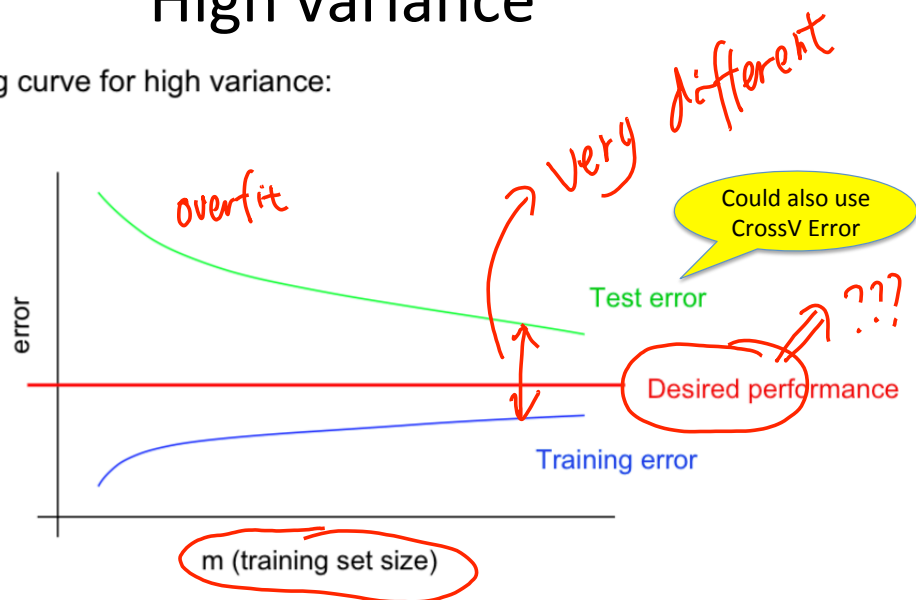 High variance
g curve for high variance:
very different
overfit
Could also use
CrossV Error
Test error
???
error
Desired performance
Training error
m (training set size)